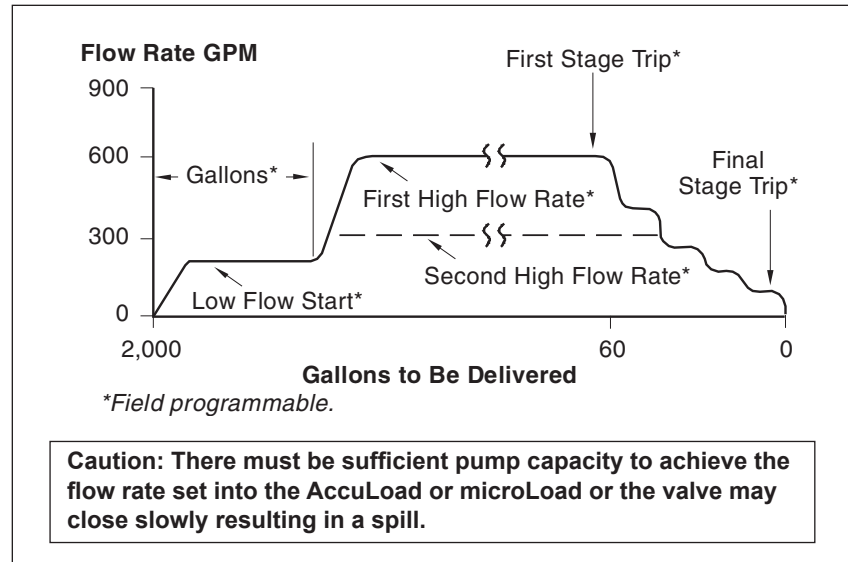 Flow Rate GPM
First Stage Trip*
900
600
Gallons*
Final
Stage Trip*
First High Flow Rate*
300
Second High Flow Rate*
Low Flow Start*
0
2,000
60
0
Gallons to Be Delivered
*Field programmable.
Caution: There must be sufficient pump capacity to achieve the
flow rate set into the AccuLoad or microLoad or the valve may
close slowly resulting in a spill.